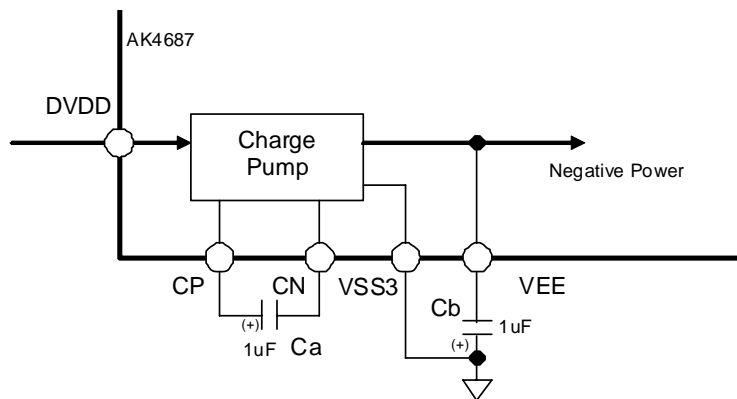 AK4687
DVDD
Charge
Pump
Negative Power
CP
CN
VSS3
VEE
Cb
(+)
1uF
1uF
Ca
(+)